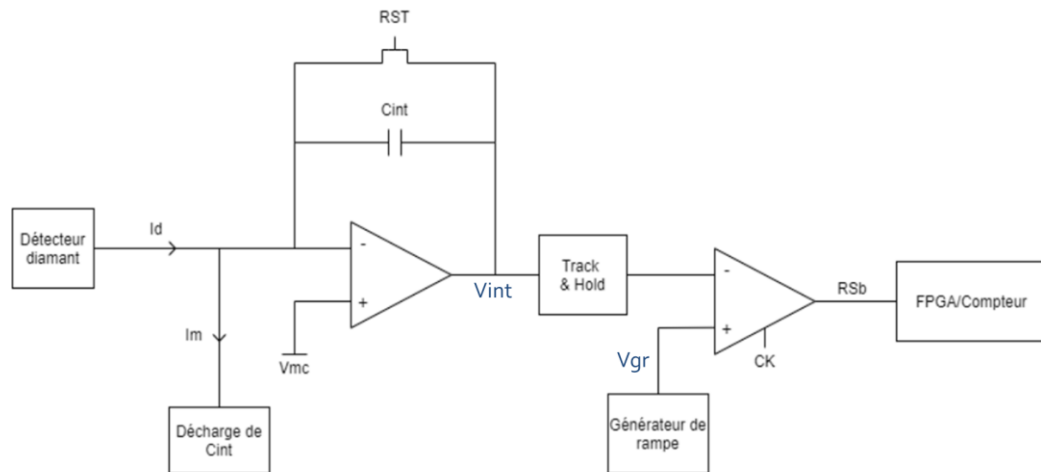 RST
Cint
Détecteur
diamant
Id
-
+
Vint
Track
& Hold
-
+
RSb
FPGA/Compteur
Im
Vmc
Vgr
CK
Décharge de
Cint
Générateur de
rampe